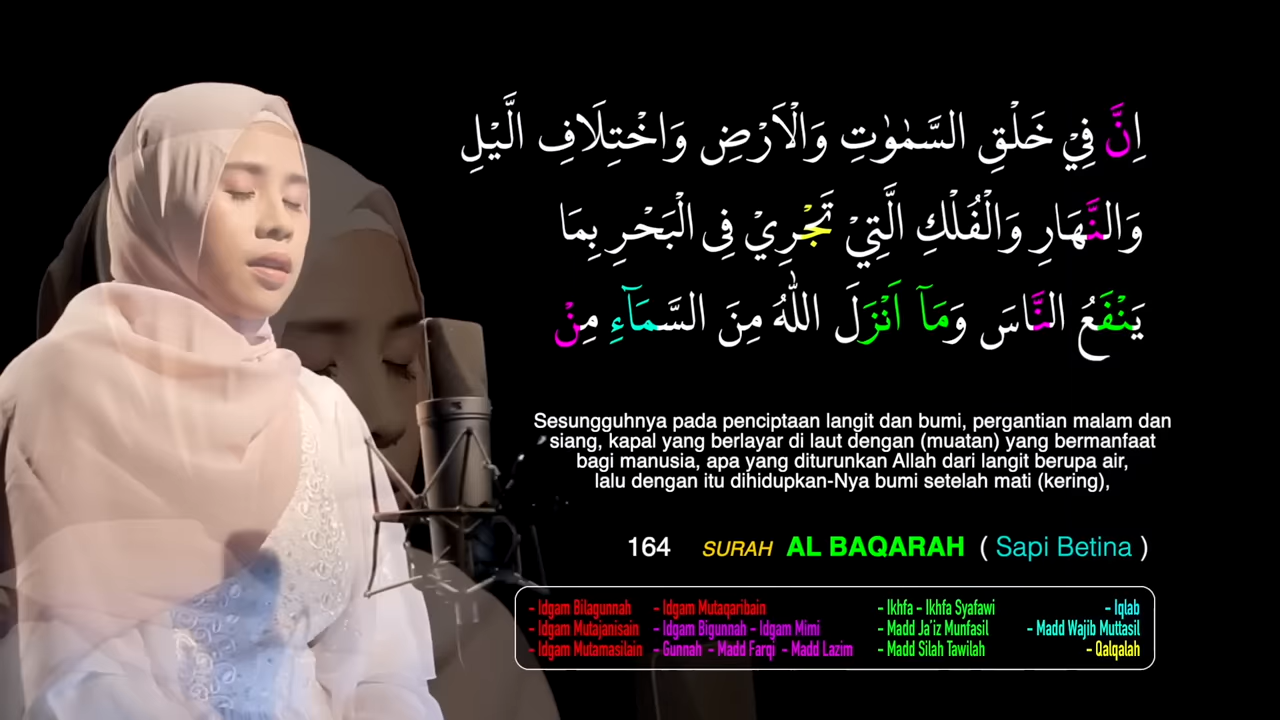 اِنَّ فِيْ خَلْقِ السَّمٰوٰتِ وَالْاَرْضِ وَاخْتِلَافِ الَّيْلِ
وَالنَّهَارِ وَالْفُلْكِ الَّتِيْ تَجْرِيْ فِى الْبَحْرِ بِمَا
يَنْفَعُ النَّاسَ وَمَآ اَنْزَلَ اللّٰهُ مِنَ السَّمَاۤءِ مِنْ
Sesungguhnya pada penciptaan langit dan bumi, pergantian malam dan
siang, kapal yang berlayar di laut dengan (muatan) yang bermanfaat
bagi manusia, apa yang diturunkan Allah dari langit berupa air,
lalu dengan itu dihidupkan-Nya bumi setelah mati (kering),
164 SURAH AL BAQARAH ( Sapi Betina )
- Idgam Bilagunnah - Idgam Mutaqaribain - Ikhfa - Ikhfa Syafawi - Iqlab
- Idgam Mutajanisain - Idgam Bigunnah - Idgam Mimi - Madd Ja'iz Munfasil - Madd Wajib Muttasil
- Idgam Mutamasilain - Gunnah - Madd Farqi - Madd Lazim - Madd Silah Tawilah - Qalqalah